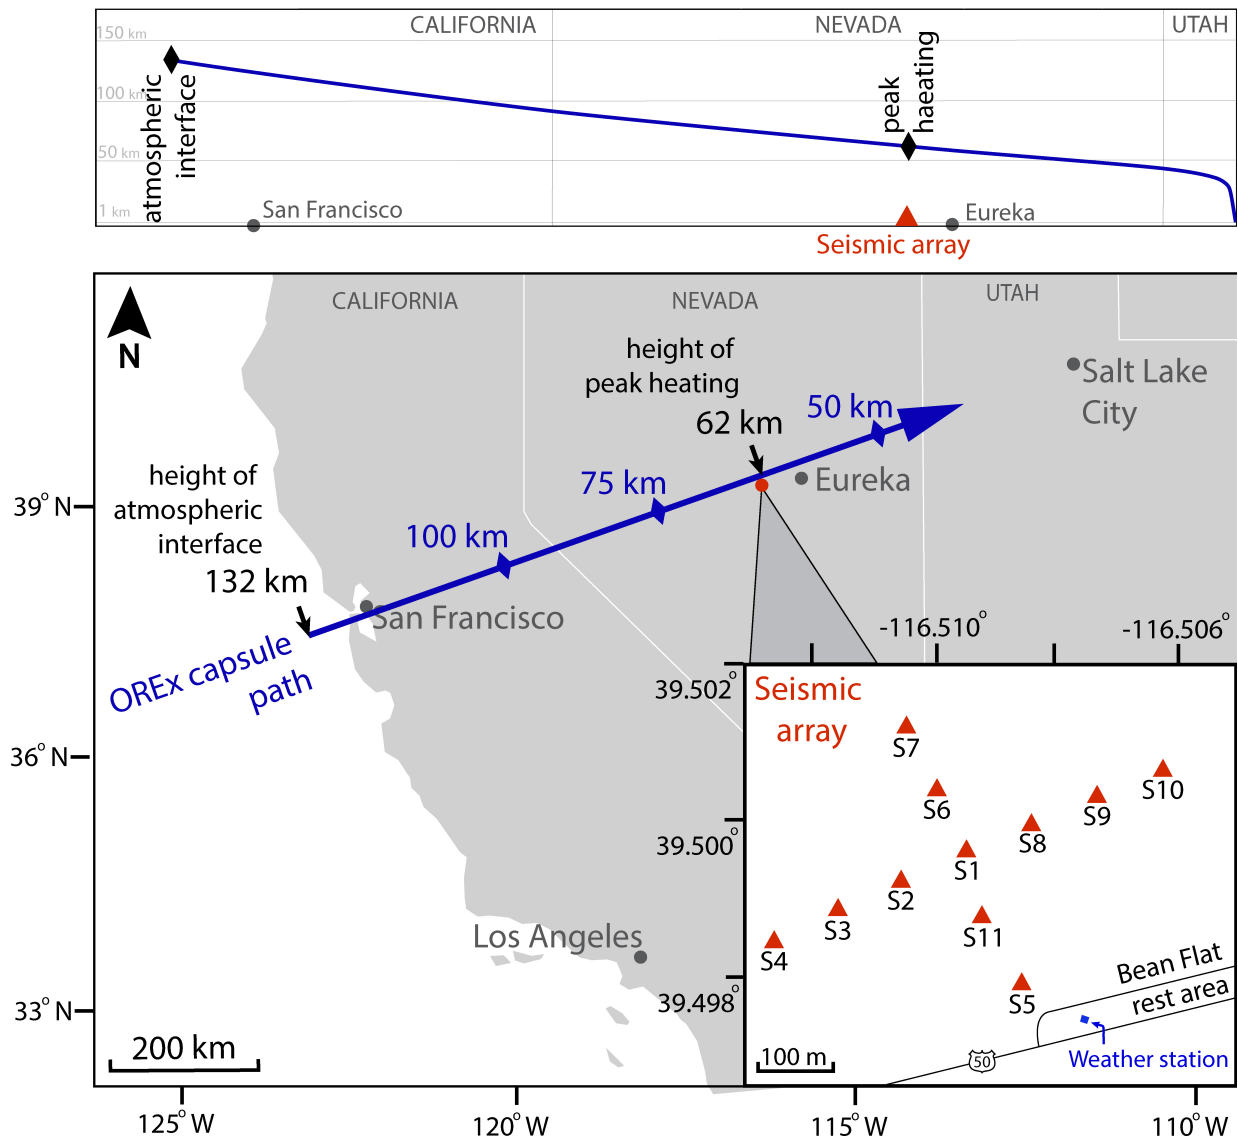 CALIFORNIA
NEVADA
UTAH
150 km
100 km
50 km
1 km
atmospheric
interface
peak
haeating
San Francisco
Eureka
Seismic array
CALIFORNIA
NEVADA
UTAH
N
height of
peak heating
62 km
50 km
Salt Lake
City
75 km
Eureka
height of
atmospheric
interface
132 km
100 km
San Francisco
OREx capsule
path
39° N
36° N
33° N
Los Angeles
200 km
125° W
120° W
115° W
110° W
-116.510°
-116.506°
39.502°
39.500°
39.498°
Seismic
array
S7
S6
S10
S9
S8
S1
S2
S3
S11
S4
S5
Bean Flat
rest area
50
Weather station
100 m